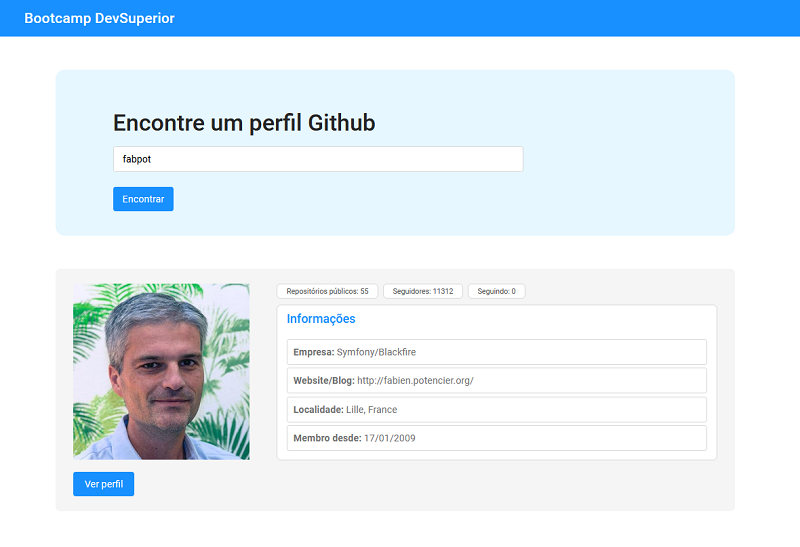 Bootcamp DevSuperior
Encontre um perfil Github
fabpot
Encontrar
Repositórios públicos: 55 Seguidores: 11312 Seguindo: 0
Informações
Empresa: Symfony/Blackfire
Website/Blog: http://fabien.potencier.org/
Localidade: Lille, France
Membro desde: 17/01/2009
Ver perfil